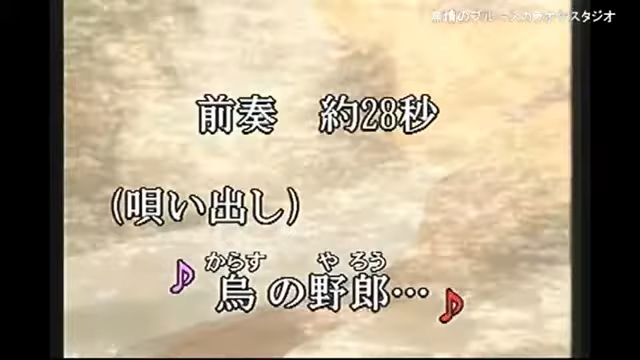 前奏 約28秒
(唄い出し)
からす やろう
烏の野郎…